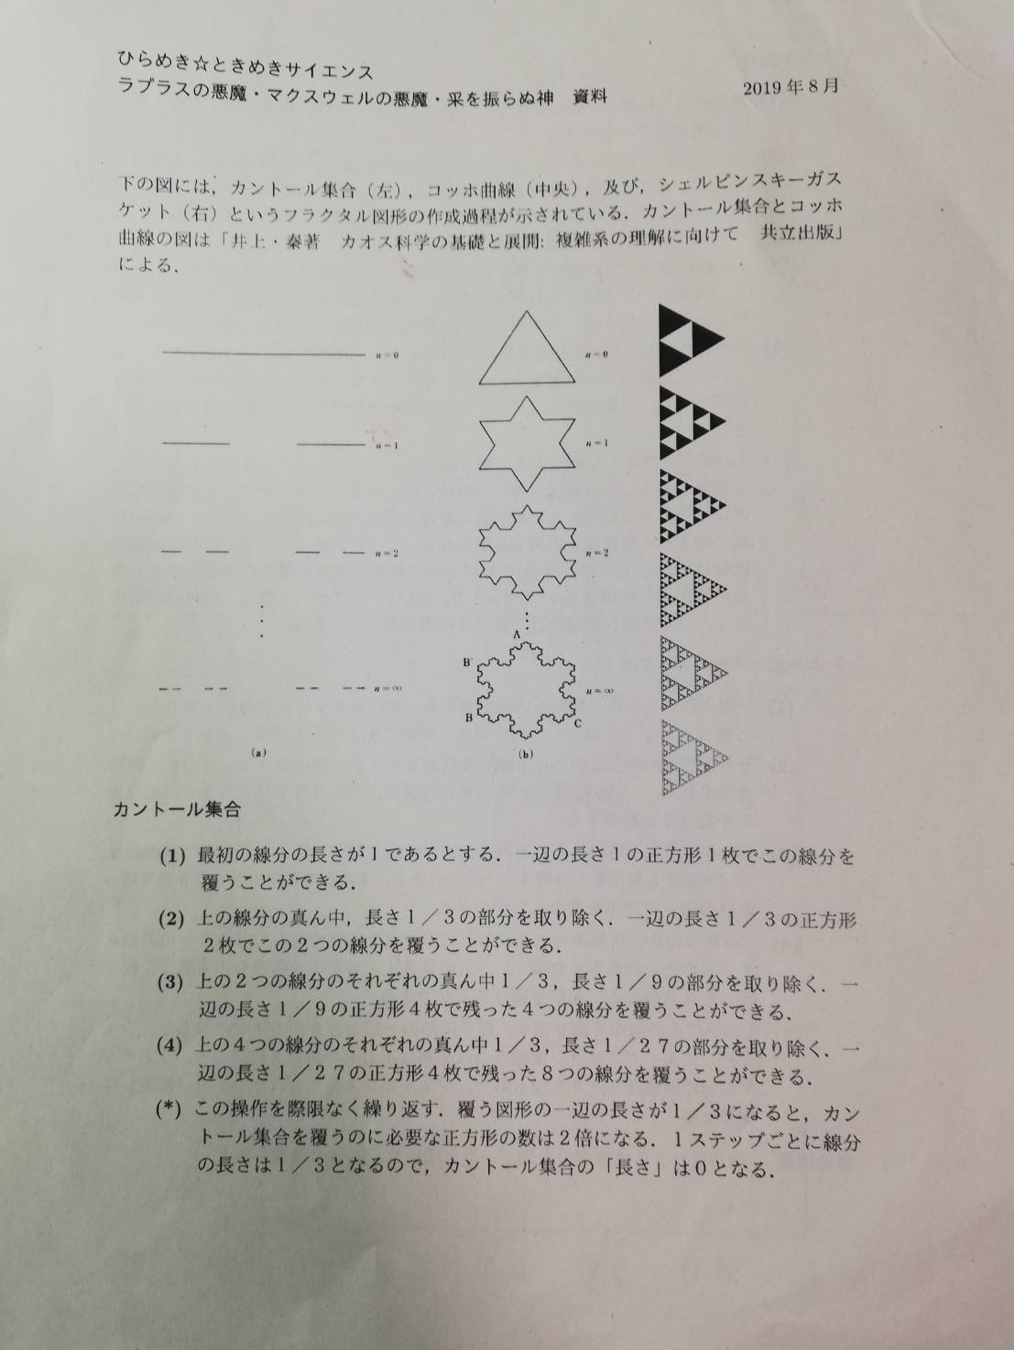 ひらめき☆ときめきサイエンス
ラプラスの悪魔・マクスウェルの悪魔・采を振らぬ神　資料
2019 年 8 月
下の図には，カントール集合（左），コッホ曲線（中央），及び，シェルピンスキーガス
ケット（右）というフラクタル図形の作成過程が示されている．カントール集合とコッホ
曲線の図は「井上・秦著　カオス科学の基礎と展開: 複雑系の理解に向けて　共立出版」
による．
n=0
n=1
n=2
n=∞
(a)
n=0
n=1
n=2
A
B'
B
C
n=∞
(b)
カントール集合
(1) 最初の線分の長さが１であるとする．一辺の長さ１の正方形１枚でこの線分を
覆うことができる．
(2) 上の線分の真ん中，長さ１／３の部分を取り除く．一辺の長さ１／３の正方形
２枚でこの２つの線分を覆うことができる．
(3) 上の２つの線分のそれぞれの真ん中１／３，長さ１／９の部分を取り除く．一
辺の長さ１／９の正方形４枚で残った４つの線分を覆うことができる．
(4) 上の４つの線分のそれぞれの真ん中１／３，長さ１／２７の部分を取り除く．一
辺の長さ１／２７の正方形４枚で残った８つの線分を覆うことができる．
(*) この操作を際限なく繰り返す．覆う図形の一辺の長さが１／３になると，カン
トール集合を覆うのに必要な正方形の数は２倍になる．１ステップごとに線分
の長さは１／３となるので，カントール集合の「長さ」は０となる．